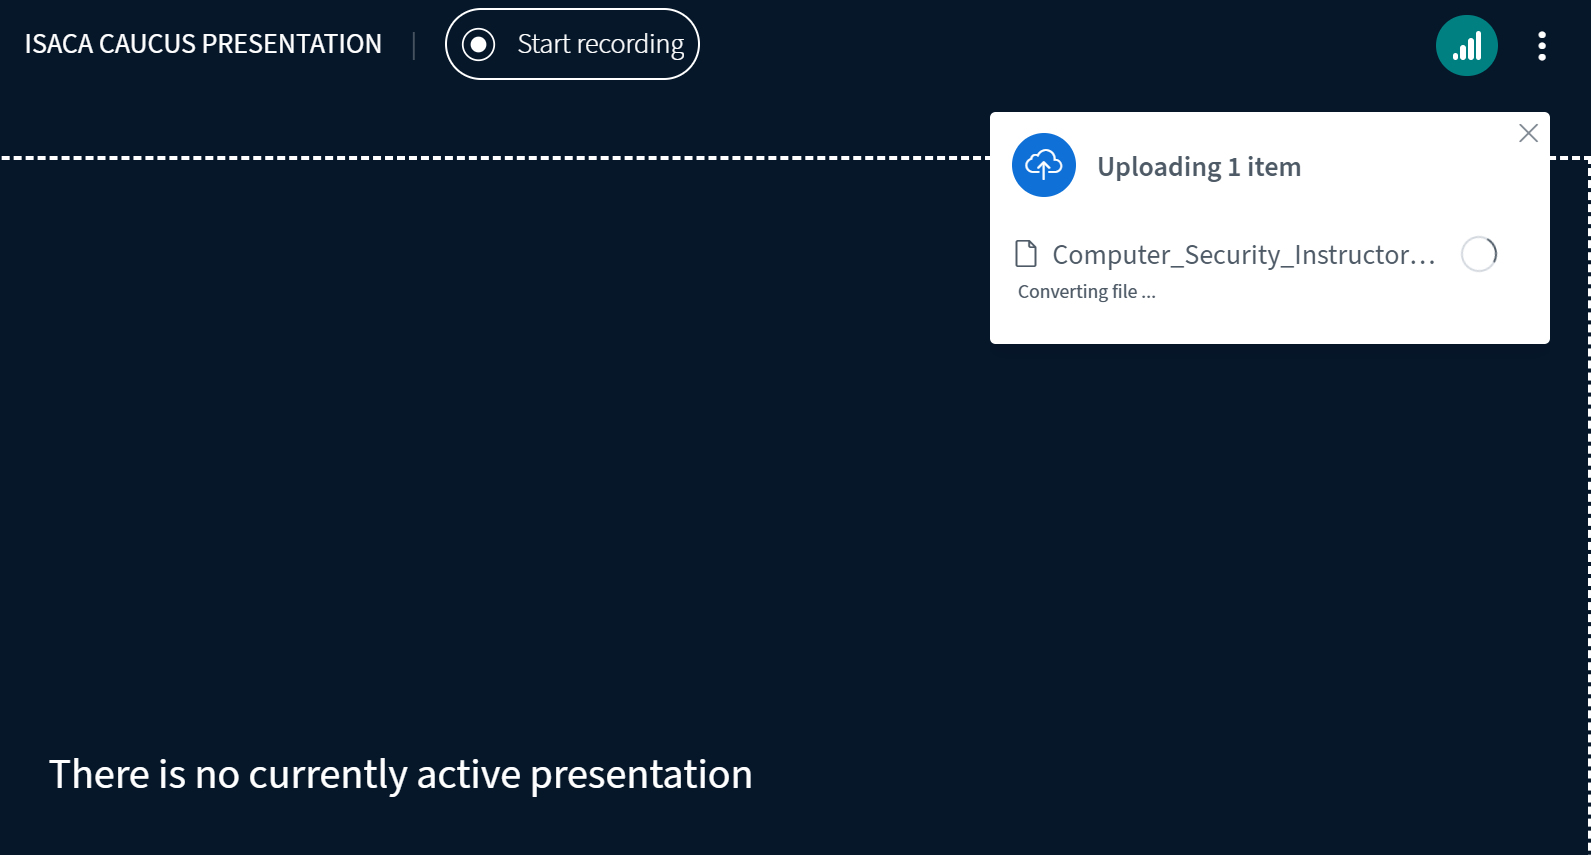 ISACA CAUCUS PRESENTATION
Start recording
Uploading 1 item
Computer_Security_Instructor...
Converting file ...
There is no currently active presentation